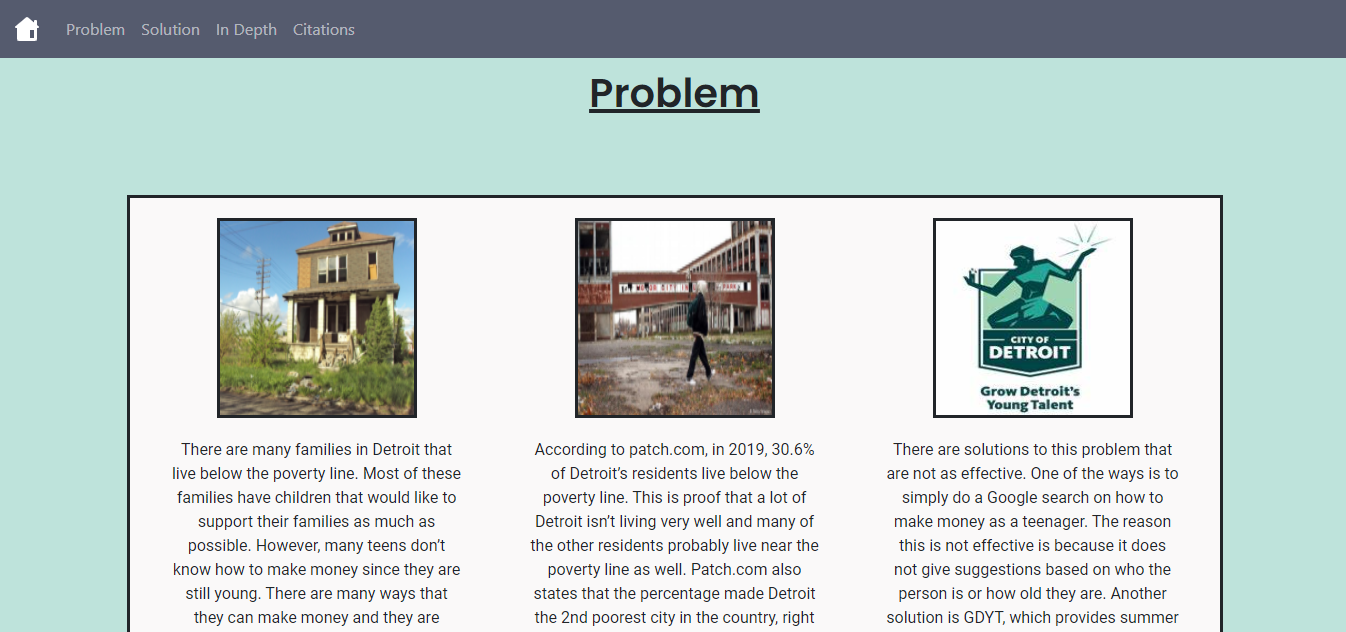 Problem Solution In Depth Citations
Problem
CITY OF
DETROIT
Grow Detroit's
Young Talent
There are many families in Detroit that
live below the poverty line. Most of these
families have children that would like to
support their families as much as
possible. However, many teens don’t
know how to make money since they are
still young. There are many ways that
they can make money and they are
According to patch.com, in 2019, 30.6%
of Detroit’s residents live below the
poverty line. This is proof that a lot of
Detroit isn’t living very well and many of
the other residents probably live near the
poverty line as well. Patch.com also
states that the percentage made Detroit
the 2nd poorest city in the country, right
There are solutions to this problem that
are not as effective. One of the ways is to
simply do a Google search on how to
make money as a teenager. The reason
this is not effective is because it does
not give suggestions based on who the
person is or how old they are. Another
solution is GDYT, which provides summer